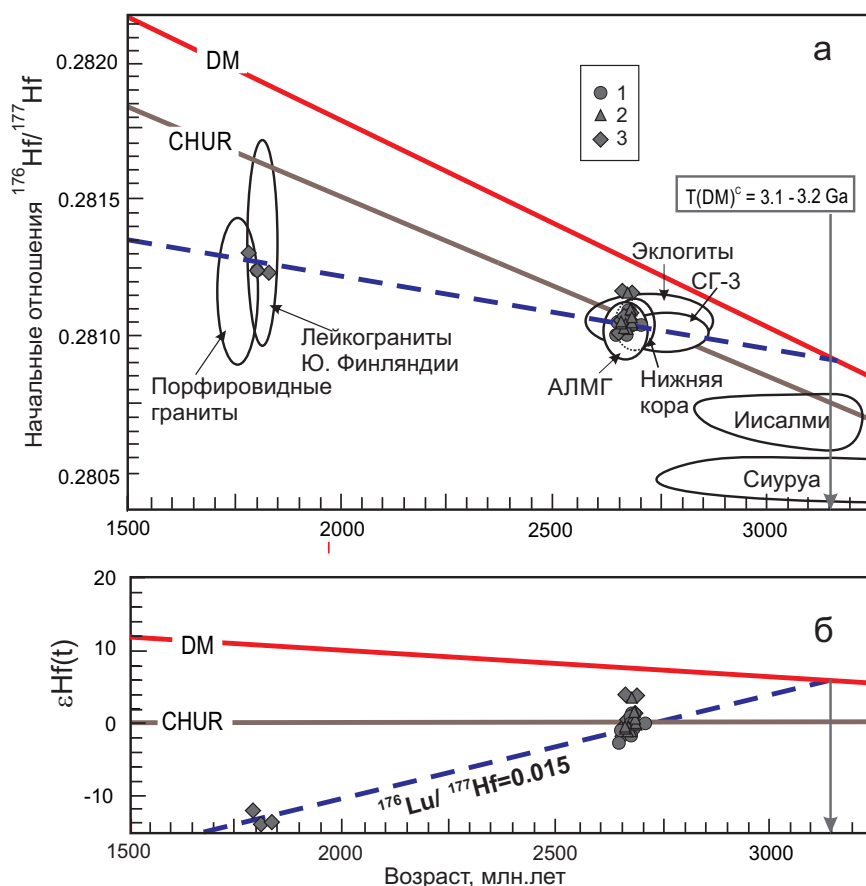 Начальные отношения ¹⁷⁶Hf/¹⁷⁷Hf
0.2820
0.2815
0.2810
0.2805
а
DM
CHUR
1
2
3
T(DM)ᶜ = 3.1 - 3.2 Ga
Эклогиты
СГ-3
Лейкограниты
Ю. Финляндии
Порфировидные
граниты
АЛМГ
Нижняя
кора
Иисалми
Сиуруа
1500
2000
2500
3000
εHf(t)
20
10
0
-10
б
DM
CHUR
¹⁷⁶Lu/ ¹⁷⁷Hf=0.015
1500
2000
2500
3000
Возраст, млн.лет